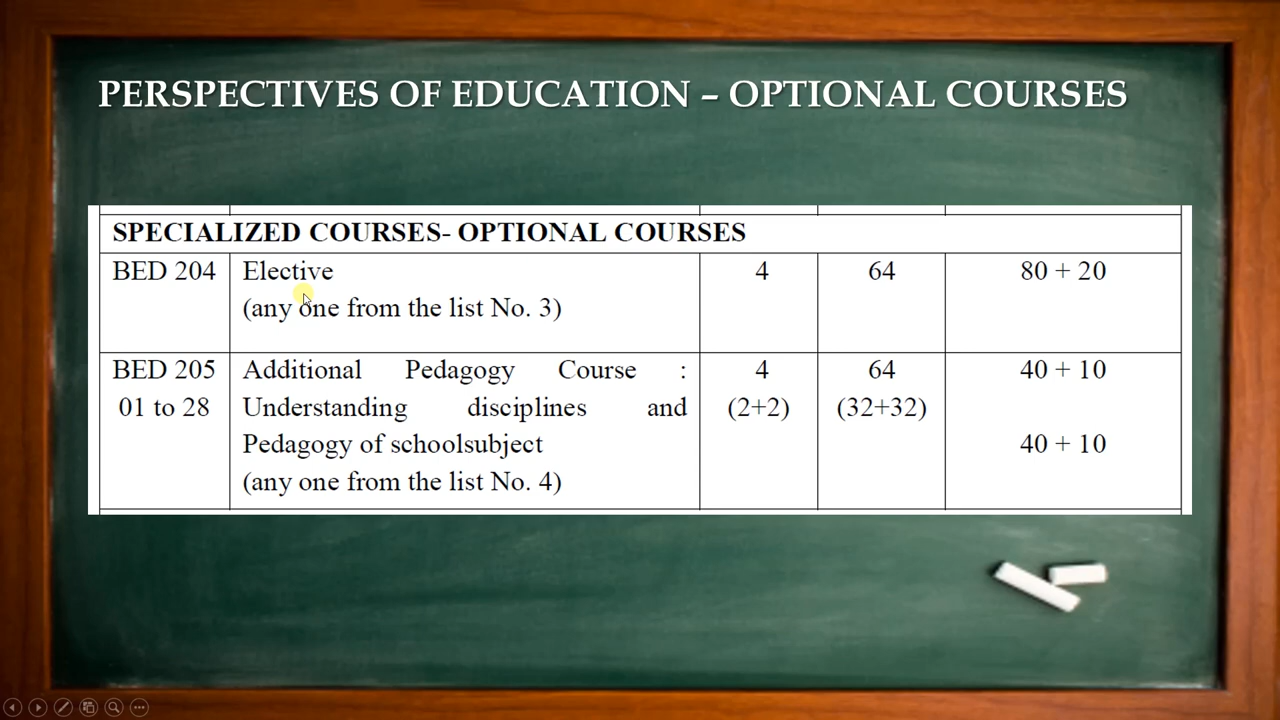 PERSPECTIVES OF EDUCATION – OPTIONAL COURSES
SPECIALIZED COURSES- OPTIONAL COURSES
BED 204 Elective 4 64 80 + 20
(any one from the list No. 3)
BED 205 Additional Pedagogy Course : 4 64 40 + 10
01 to 28 Understanding disciplines and (2+2) (32+32)
Pedagogy of schoolsubject 40 + 10
(any one from the list No. 4)